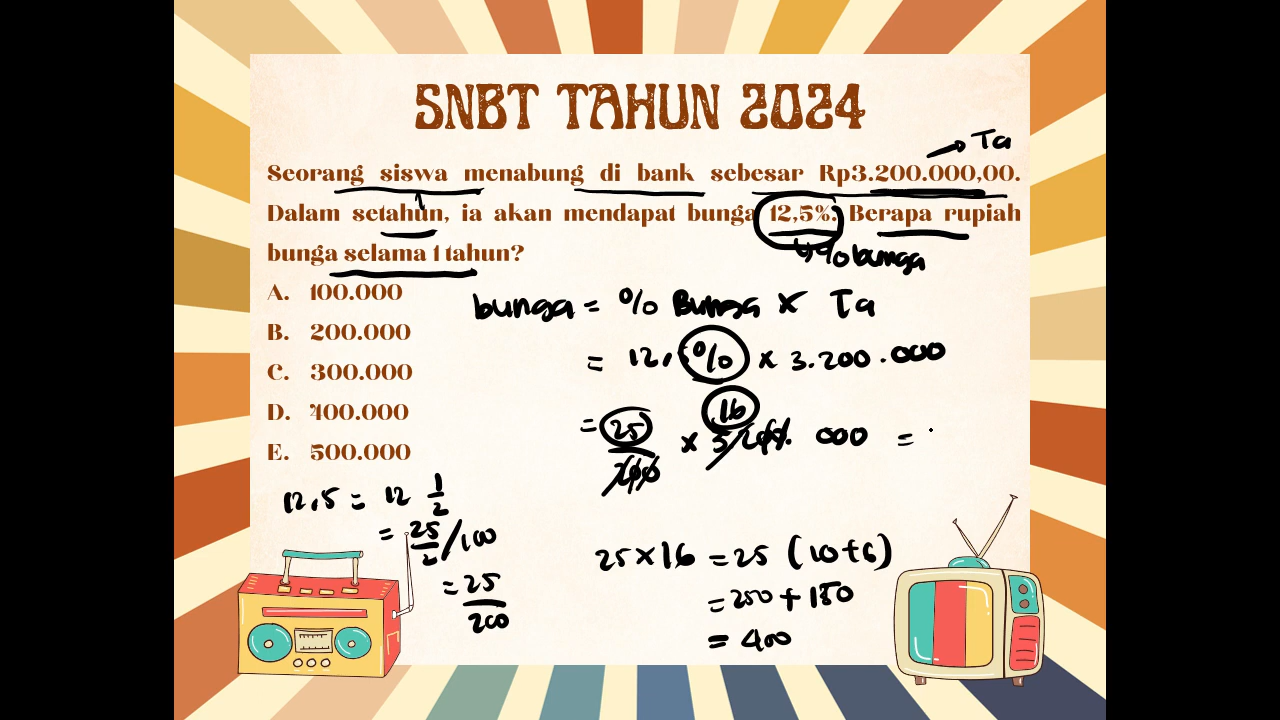 SNBT TAHUN 2024
Ta
Seorang siswa menabung di bank sebesar Rp3.200.000,00.
Dalam setahun, ia akan mendapat bunga 12,5%. Berapa rupiah
% bunga
bunga selama 1 tahun?
A. 100.000
B. 200.000
C. 300.000
D. 400.000
E. 500.000
bunga = % Bunga x Ta
= 12, % x 3.200.000
16
= 25/200 x 3.200.000 =
12,5 = 12 1/2
= 25/2 /100
= 25/200
25 x 16 = 25 (10+6)
= 250 + 150
= 400